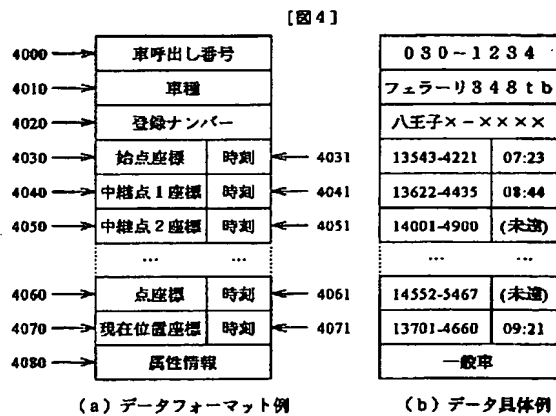 [図4]
4000 車呼出し番号 030-1234
4010 車種 フェラーリ348tb
4020 登録ナンバー 八王子×-××××
4030 始点座標 時刻 4031 13543-4221 07:23
4040 中継点1座標 時刻 4041 13622-4435 08:44
4050 中継点2座標 時刻 4051 14001-4900 (未達)
… … … …
4060 点座標 時刻 4061 14552-5467 (未達)
4070 現在位置座標 時刻 4071 13701-4660 09:21
4080 属性情報 一般車
(a) データフォーマット例 (b) データ具体例